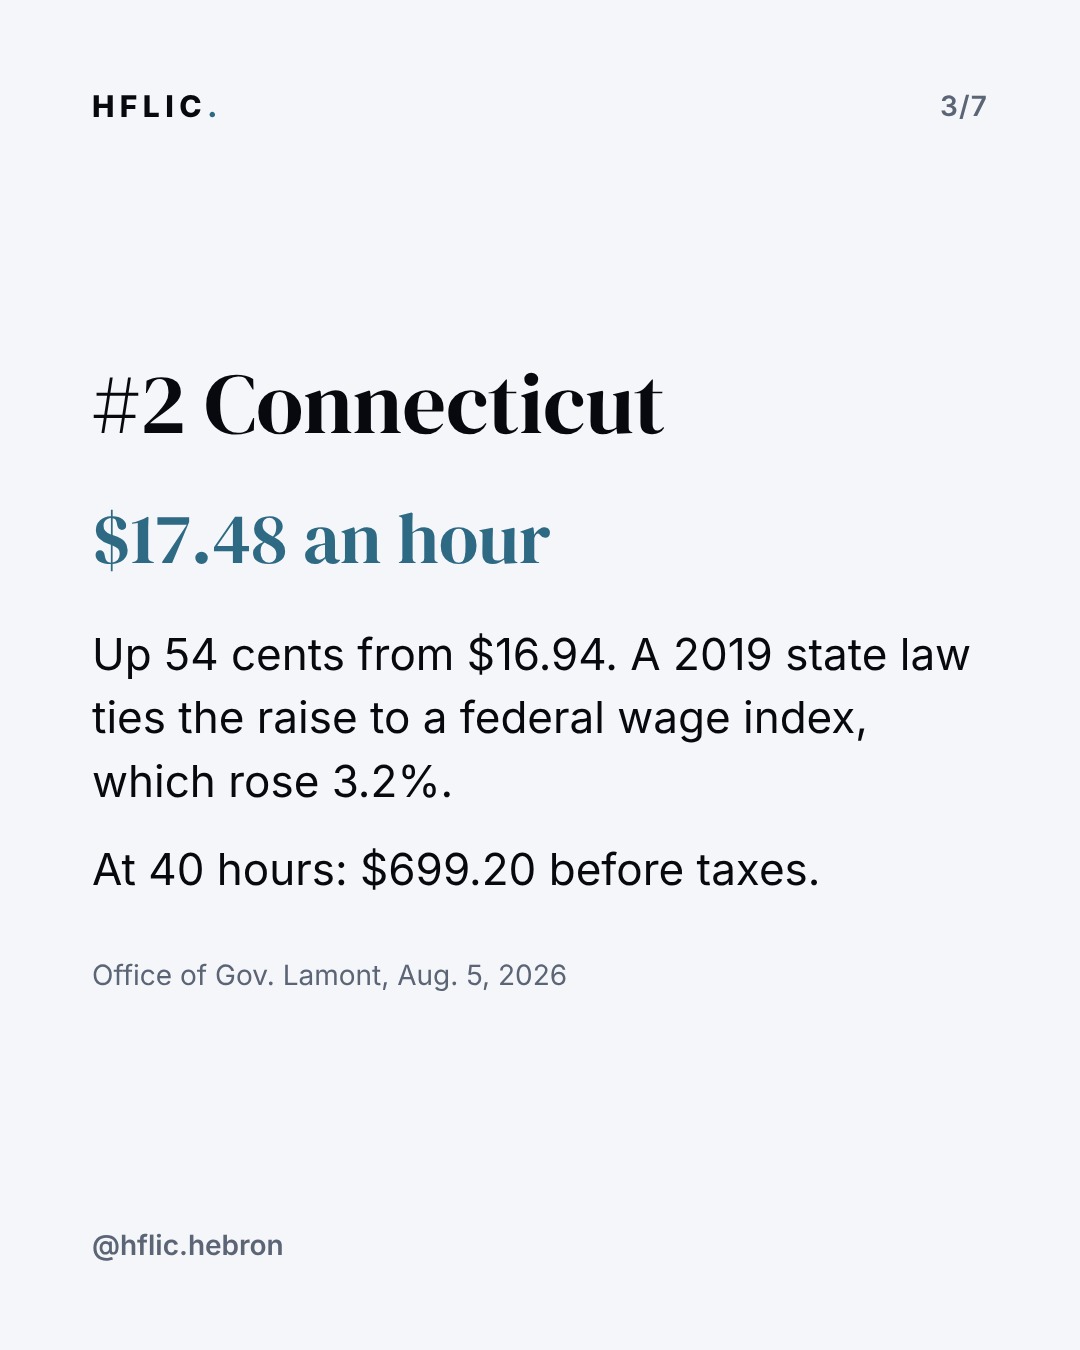 HFLIC.
3/7
#2 Connecticut
$17.48 an hour
Up 54 cents from $16.94. A 2019 state law
ties the raise to a federal wage index,
which rose 3.2%.
At 40 hours: $699.20 before taxes.
Office of Gov. Lamont, Aug. 5, 2026
@hflic.hebron